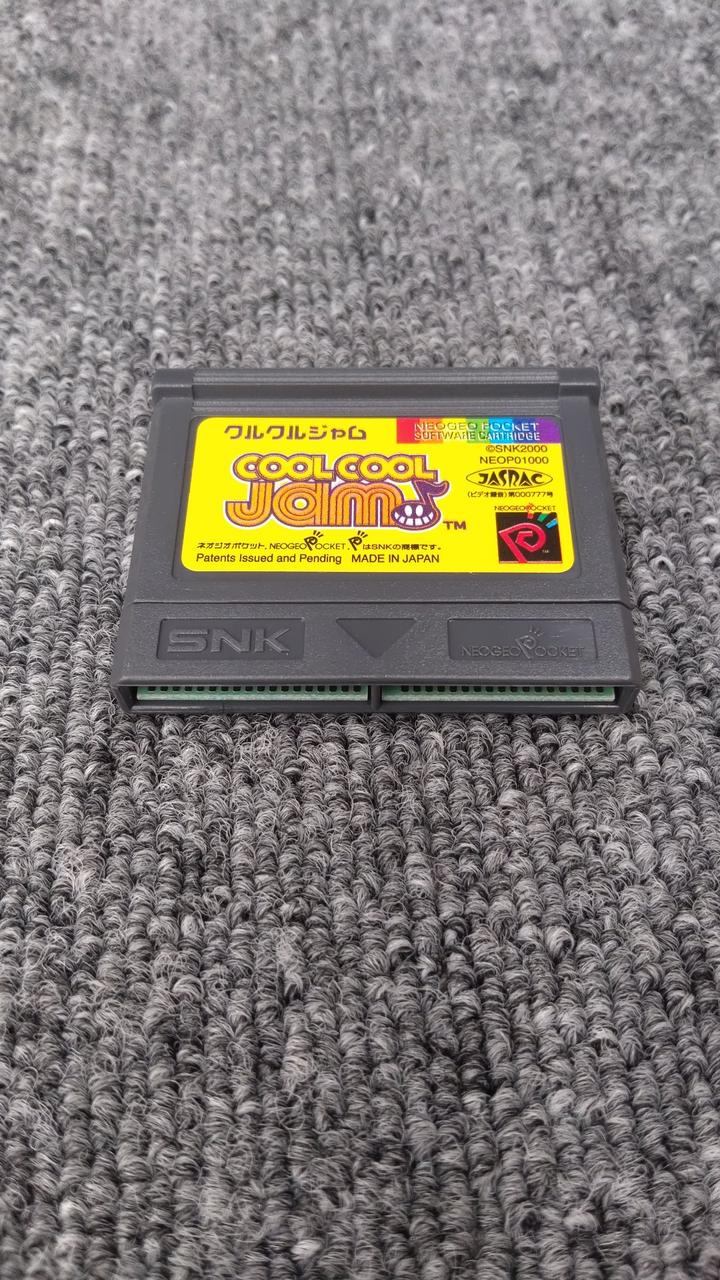 クルクルジャム
NEOGEO POCKET
SOFTWARE CARTRIDGE
©SNK2000
NEOP01000
COOL COOL
Jam
TM
JASRAC
(ビデオ録音)第000777号
NEOGEO POCKET
P
TM
ネオジオポケット, NEOGEO POCKET, PはSNKの商標です。
Patents Issued and Pending MADE IN JAPAN
SNK
NEOGEO POCKET